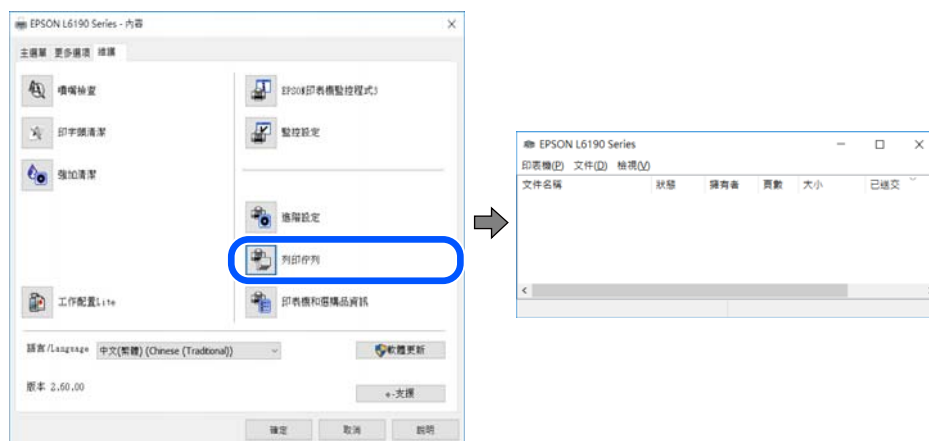 EPSON L6190 Series - 內容
主選單 更多選項 維護
噴嘴檢查
印字頭清潔
強力清潔
工作配置Lite
EPSON印表機監控程式3
監控設定
進階設定
列印佇列
印表機和選購品資訊
語言/Language 中文(繁體) (Chinese (Traditional))
軟體更新
版本 2.60.00
e-支援
確定 取消 說明
EPSON L6190 Series
印表機(P) 文件(D) 檢視(V)
文件名稱 狀態 擁有者 頁數 大小 已送交